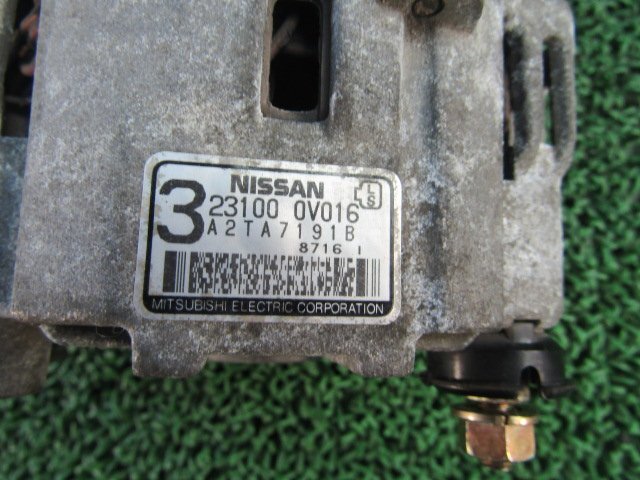 NISSAN
3 23100 0V016
A2TA7191B
8716 I
MITSUBISHI ELECTRIC CORPORATION